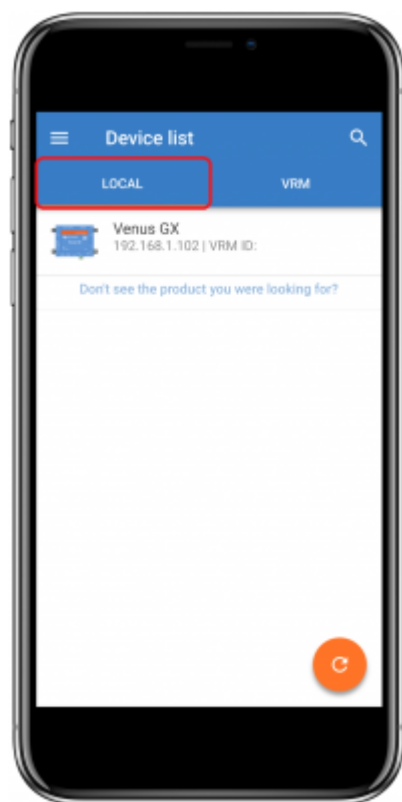 Device list
LOCAL
VRM
Venus GX
192.168.1.102 | VRM ID:
Don't see the product you were looking for?